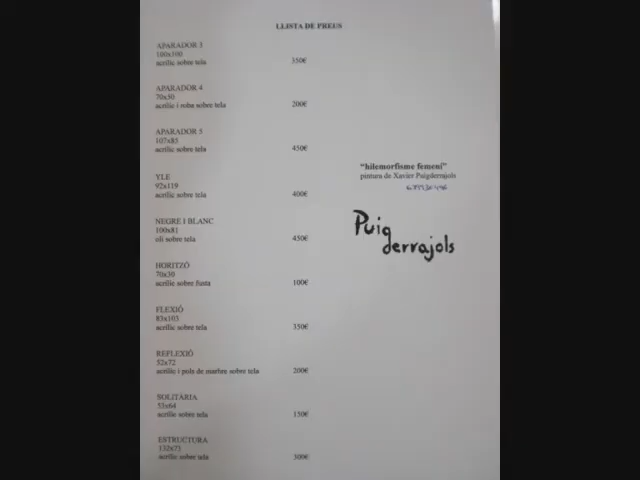 LLISTA DE PREUS
APARADOR 3
100x100
acrílic sobre tela 350€
APARADOR 4
70x50
acrílic i roba sobre tela 200€
APARADOR 5
107x85
acrílic sobre tela 450€
YLE
92x119
acrílic sobre tela 400€
NEGRE I BLANC
100x81
oli sobre tela 450€
HORITZÓ
70x30
acrílic sobre fusta 100€
FLEXIÓ
83x103
acrílic sobre tela 350€
REFLEXIÓ
52x72
acrílic i pols de marbre sobre tela 200€
SOLITÀRIA
55x64
acrílic sobre tela 150€
ESTRUCTURA
132x75
acrílic sobre tela 300€
“hilemorfisme femení”
pintura de Xavier Puigderrajols
Puig
derrajols